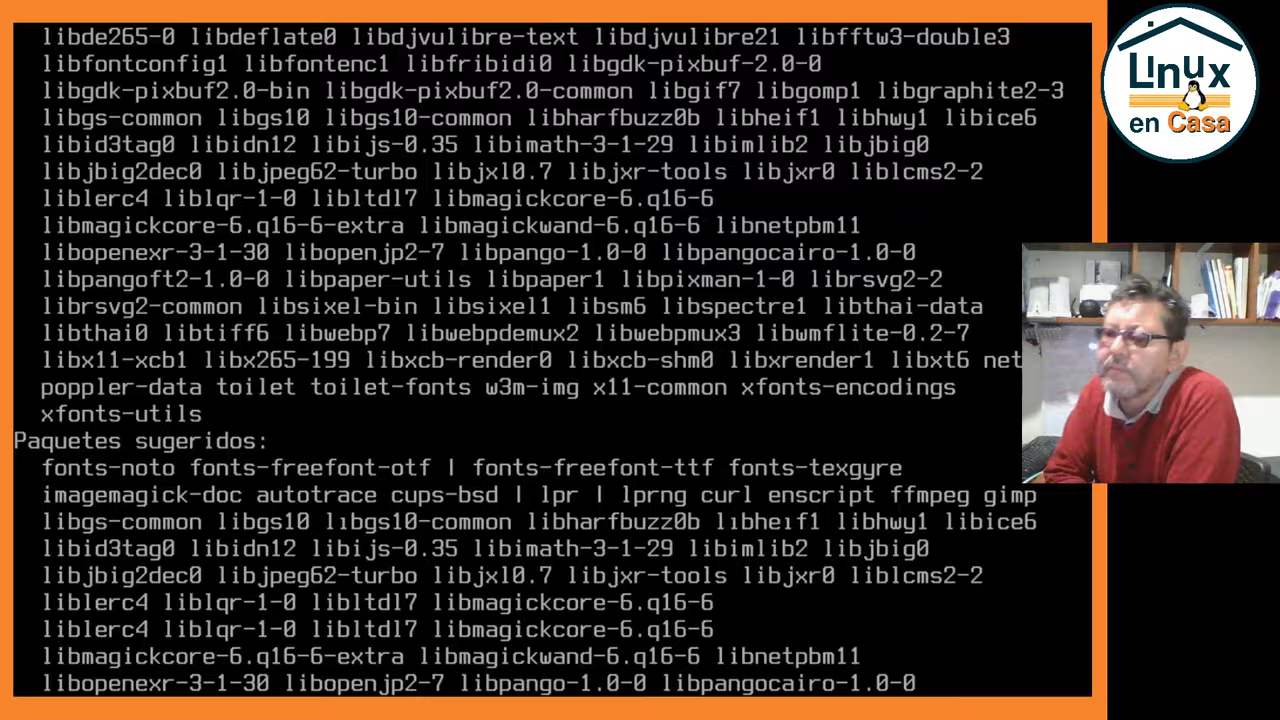 libde265-0 libdeflate0 libdjvulibre-text libdjvulibre21 libfftw3-double3
libfontconfig1 libfontenc1 libfribidi0 libgdk-pixbuf-2.0-0
libgdk-pixbuf2.0-bin libgdk-pixbuf2.0-common libgif7 libgomp1 libgraphite2-3
libgs-common libgs10 libgs10-common libharfbuzz0b libheif1 libhwy1 libice6
libid3tag0 libidn12 libijs-0.35 libimath-3-1-29 libimlib2 libjbig0
libjbig2dec0 libjpeg62-turbo libjxl0.7 libjxr-tools libjxr0 liblcms2-2
liblerc4 liblqr-1-0 libltdl7 libmagickcore-6.q16-6
libmagickcore-6.q16-6-extra libmagickwand-6.q16-6 libnetpbm11
libopenexr-3-1-30 libopenjp2-7 libpango-1.0-0 libpangocairo-1.0-0
libpangoft2-1.0-0 libpaper-utils libpaper1 libpixman-1-0 librsvg2-2
librsvg2-common libsixel-bin libsixel1 libsm6 libspectre1 libthai-data
libthai0 libtiff6 libwebp7 libwebpdemux2 libwebpmux3 libwmflite-0.2-7
libx11-xcb1 libx265-199 libxcb-render0 libxcb-shm0 libxrender1 libxt6 net
poppler-data toilet toilet-fonts w3m-img x11-common xfonts-encodings
xfonts-utils
Paquetes sugeridos:
fonts-noto fonts-freefont-otf | fonts-freefont-ttf fonts-texgyre
imagemagick-doc autotrace cups-bsd | lpr | lprng curl enscript ffmpeg gimp
libgs-common libgs10 libgs10-common libharfbuzz0b libheif1 libhwy1 libice6
libid3tag0 libidn12 libijs-0.35 libimath-3-1-29 libimlib2 libjbig0
libjbig2dec0 libjpeg62-turbo libjxl0.7 libjxr-tools libjxr0 liblcms2-2
liblerc4 liblqr-1-0 libltdl7 libmagickcore-6.q16-6
liblerc4 liblqr-1-0 libltdl7 libmagickcore-6.q16-6
libmagickcore-6.q16-6-extra libmagickwand-6.q16-6 libnetpbm11
libopenexr-3-1-30 libopenjp2-7 libpango-1.0-0 libpangocairo-1.0-0
Linux
en Casa